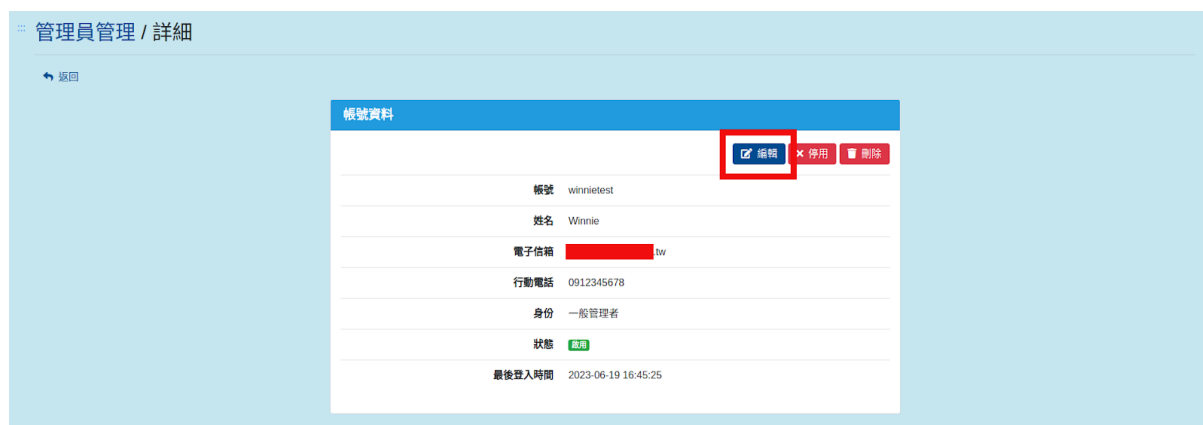 ::: 管理員管理 / 詳細
返回
帳號資料
編輯 停用 刪除
帳號 winnietest
姓名 Winnie
電子信箱 .tw
行動電話 0912345678
身份 一般管理者
狀態 啟用
最後登入時間 2023-06-19 16:45:25